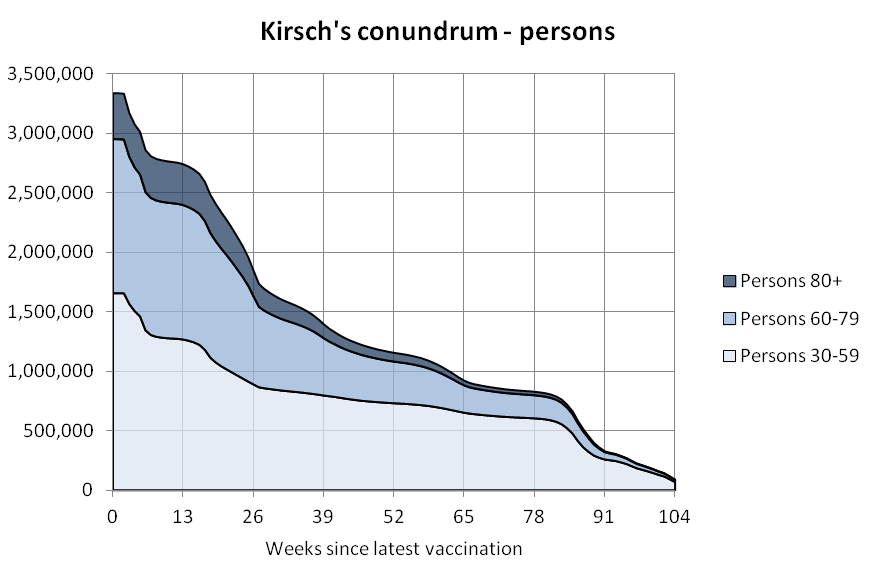 Kirsch's conundrum - persons
3,500,000
3,000,000
2,500,000
2,000,000
1,500,000
1,000,000
500,000
0
0 13 26 39 52 65 78 91 104
Weeks since latest vaccination
Persons 80+
Persons 60-79
Persons 30-59